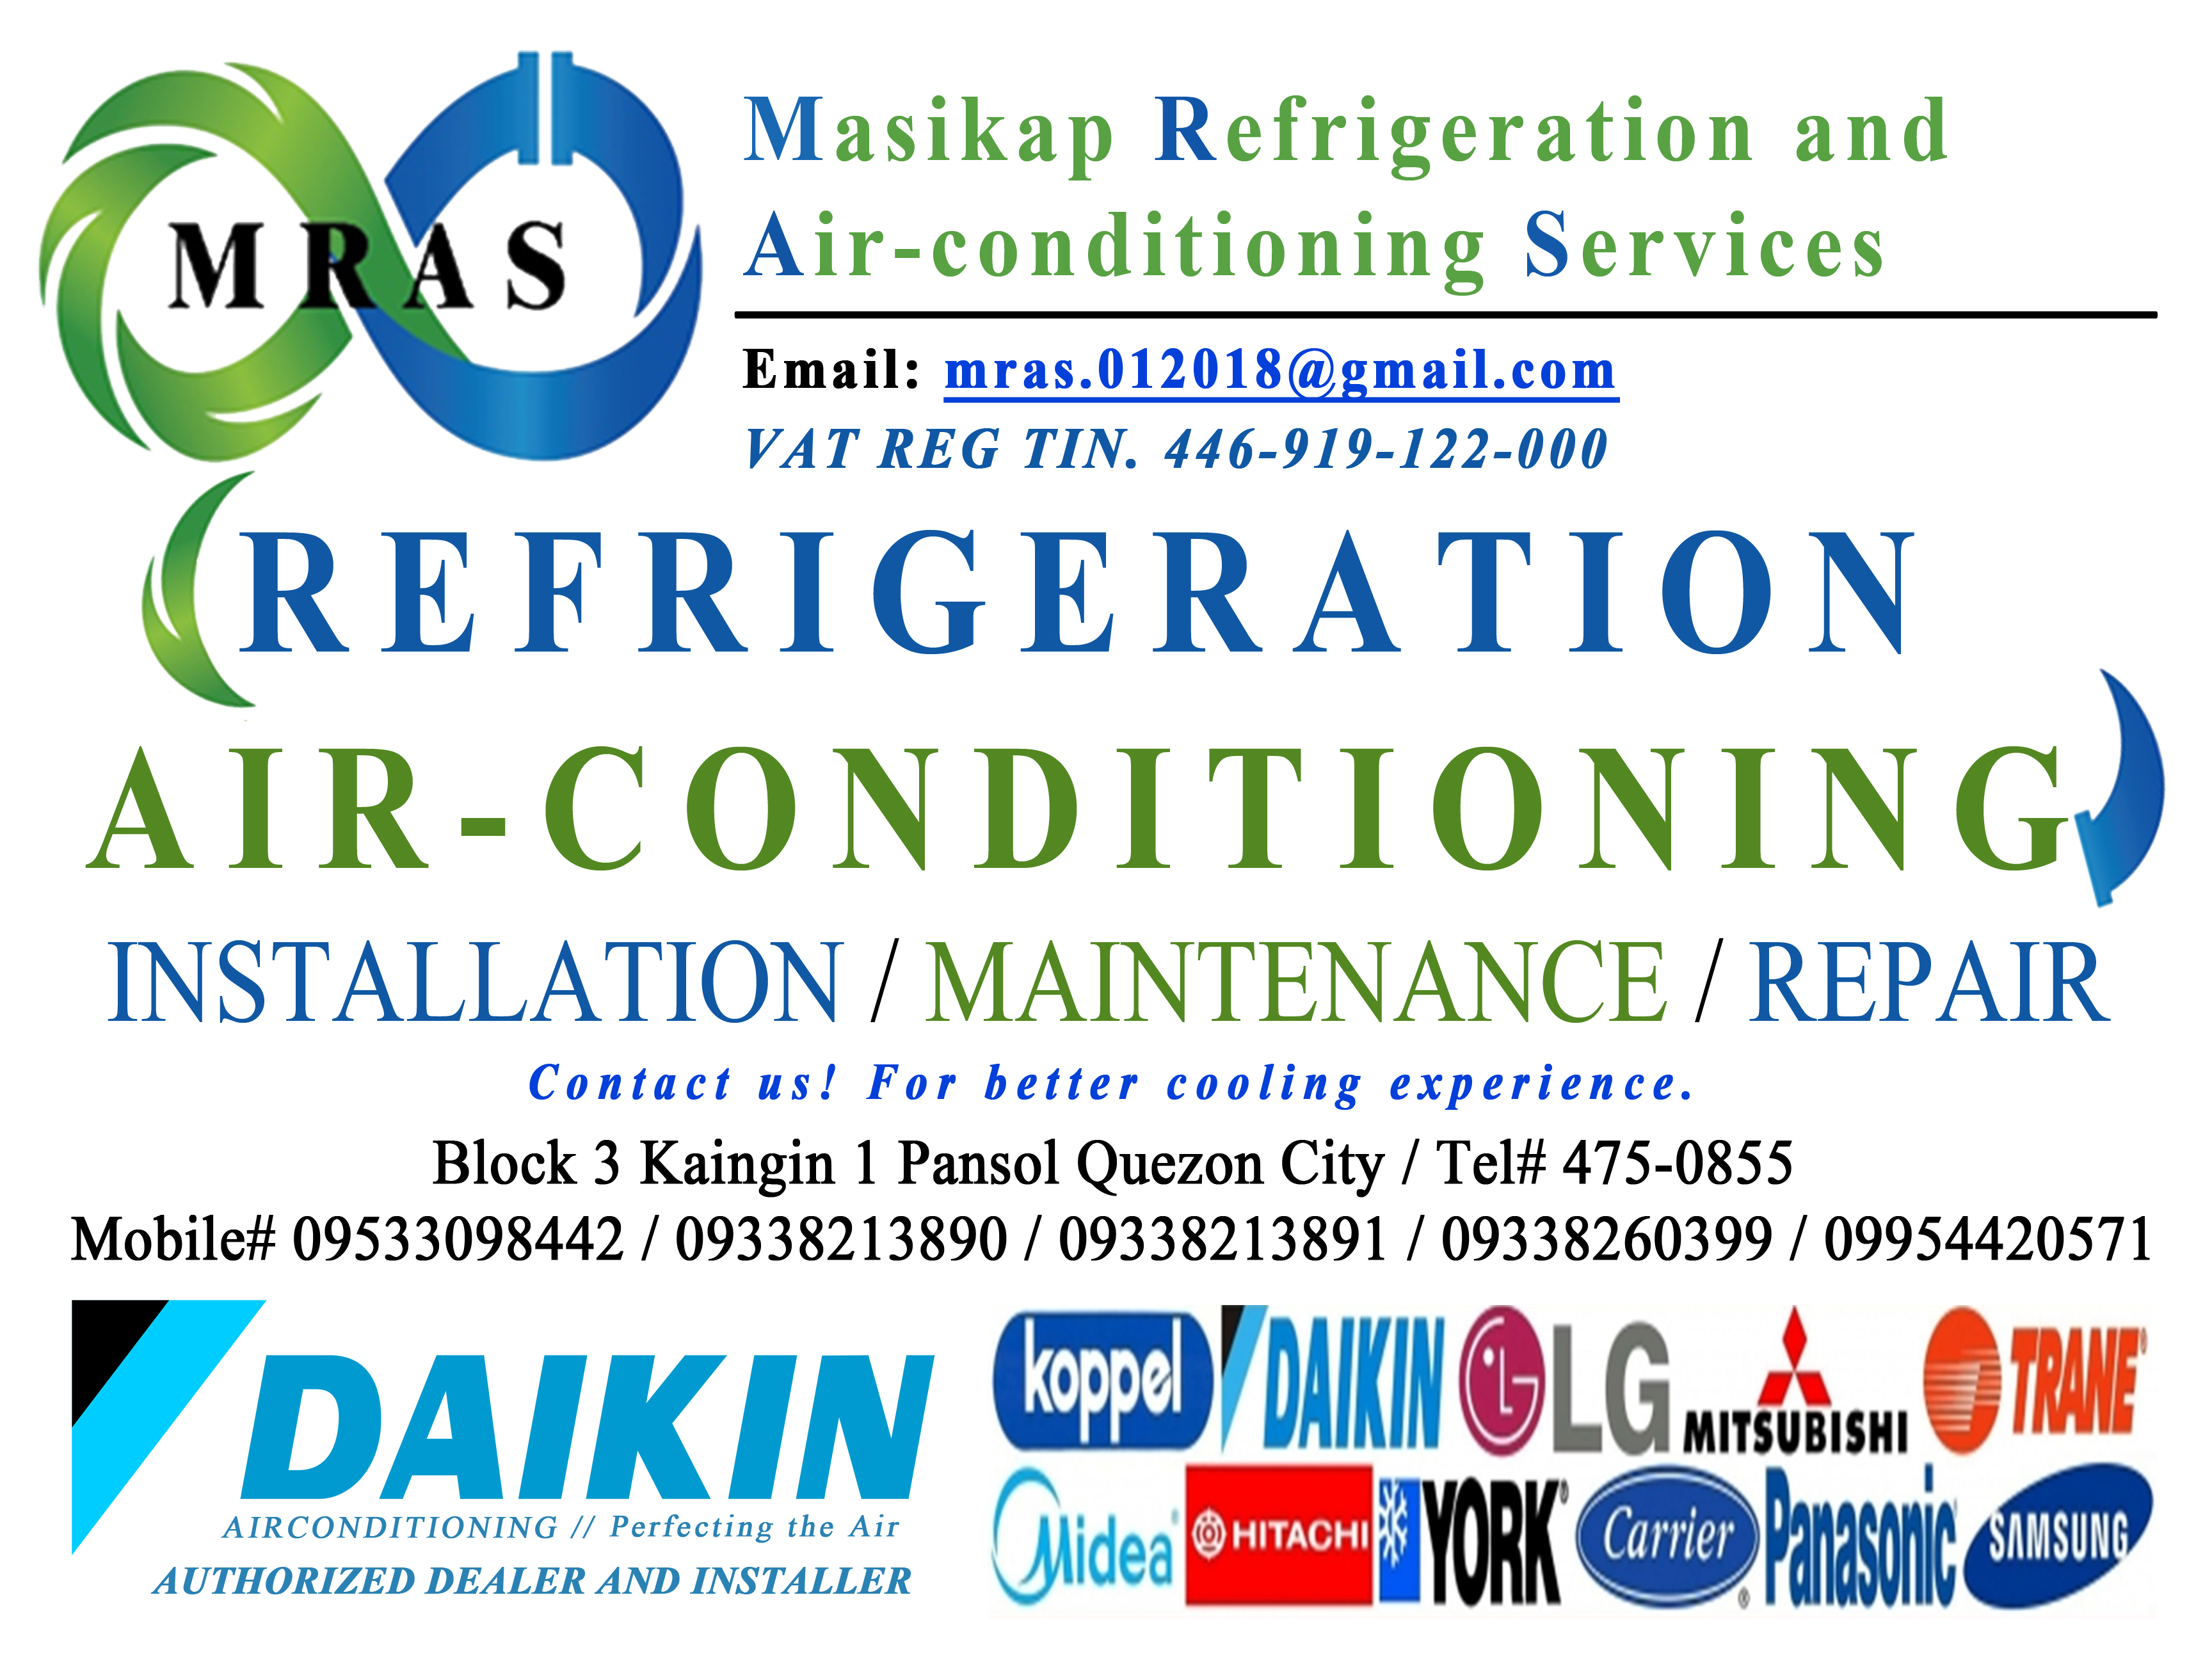 MRAS
Masikap Refrigeration and
Air-conditioning Services
Email: mras.012018@gmail.com
VAT REG TIN. 446-919-122-000
REFRIGERATION
AIR-CONDITIONING
INSTALLATION / MAINTENANCE / REPAIR
Contact us! For better cooling experience.
Block 3 Kaingin 1 Pansol Quezon City / Tel# 475-0855
Mobile# 09533098442 / 09338213890 / 09338213891 / 09338260399 / 09954420571
DAIKIN
AIRCONDITIONING // Perfecting the Air
AUTHORIZED DEALER AND INSTALLER
koppel DAIKIN LG MITSUBISHI TRANE®
Midea® HITACHI YORK® Carrier® Panasonic SAMSUNG